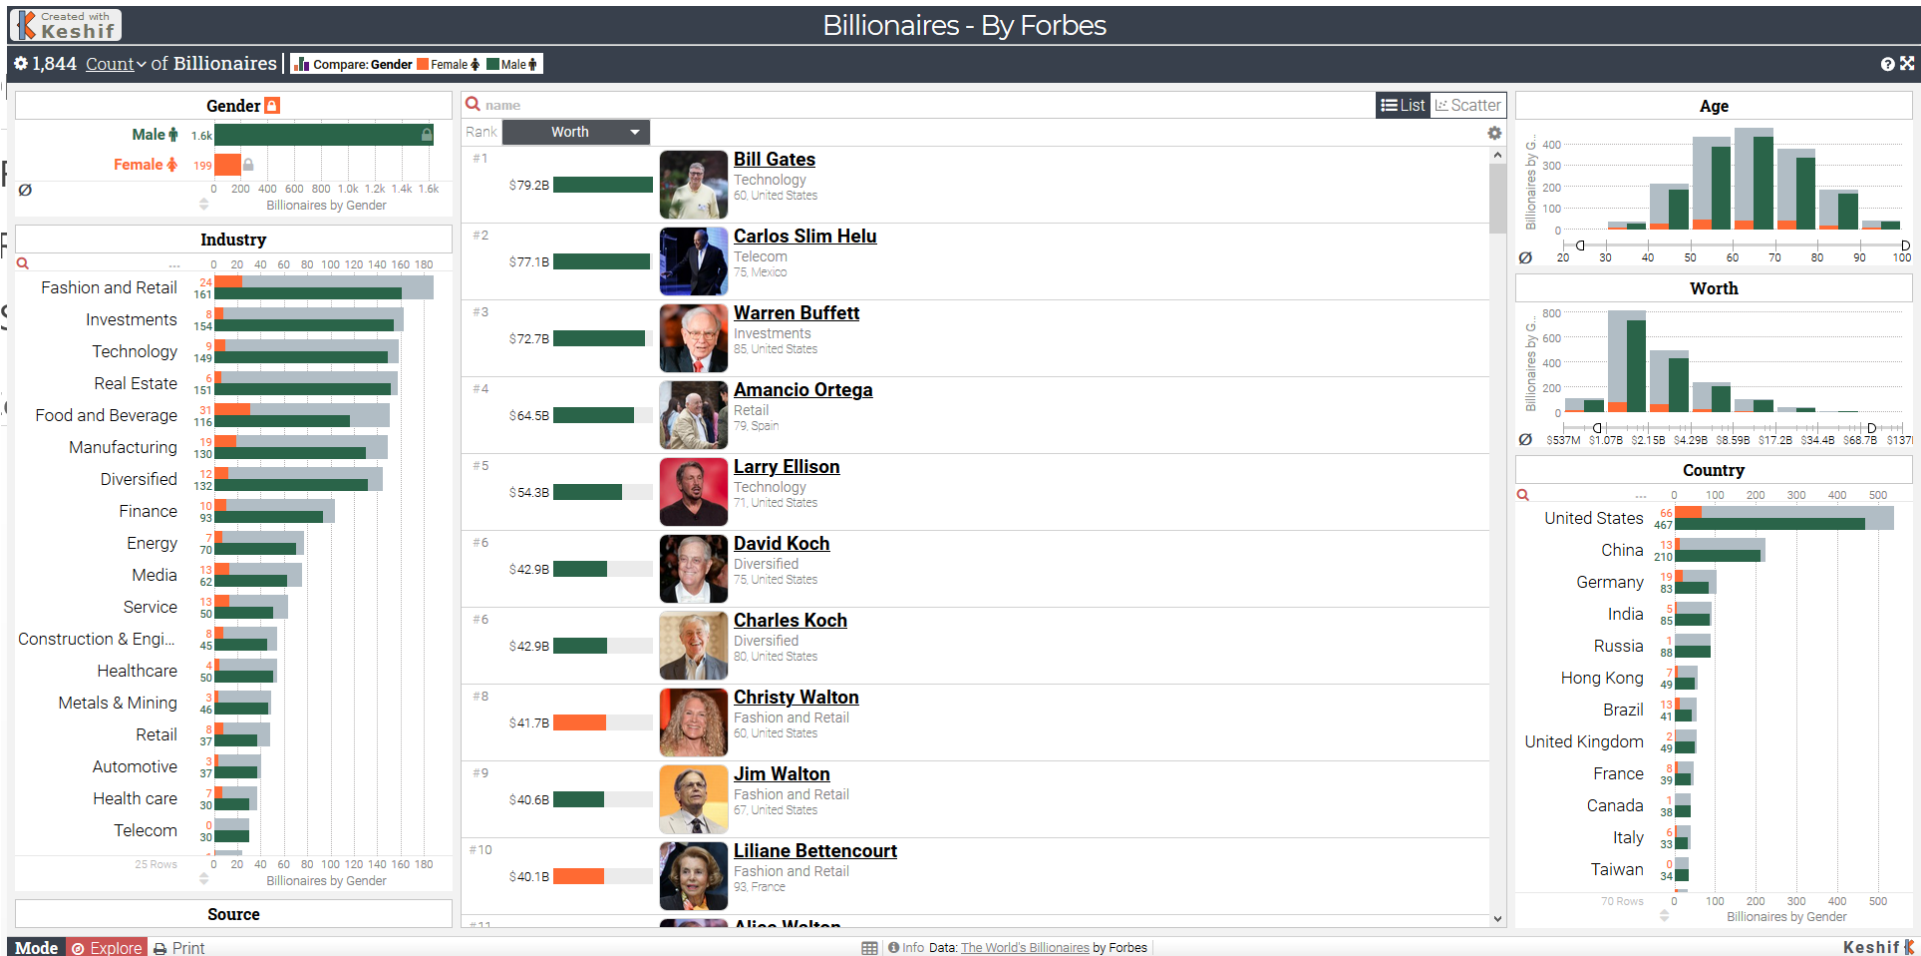 Created with
Keshif
Billionaires - By Forbes
1,844 Count of Billionaires
Compare: Gender Female Male
Gender
Male 1.6k
Female 199
0 200 400 600 800 1.0k 1.2k 1.4k 1.6k
Billionaires by Gender
Industry
...
0 20 40 60 80 100 120 140 160 180
Fashion and Retail 24 161
Investments 8 154
Technology 9 149
Real Estate 6 151
Food and Beverage 31 116
Manufacturing 19 130
Diversified 12 132
Finance 10 93
Energy 7 70
Media 13 62
Service 13 50
Construction & Engi... 8 45
Healthcare 4 50
Metals & Mining 3 46
Retail 8 37
Automotive 3 37
Health care 7 30
Telecom 0 30
25 Rows
0 20 40 60 80 100 120 140 160 180
Billionaires by Gender
Source
name
List Scatter
Rank Worth
#1 $79.2B
Bill Gates
Technology
60, United States
#2 $77.1B
Carlos Slim Helu
Telecom
75, Mexico
#3 $72.7B
Warren Buffett
Investments
85, United States
#4 $64.5B
Amancio Ortega
Retail
79, Spain
#5 $54.3B
Larry Ellison
Technology
71, United States
#6 $42.9B
David Koch
Diversified
75, United States
#6 $42.9B
Charles Koch
Diversified
80, United States
#8 $41.7B
Christy Walton
Fashion and Retail
60, United States
#9 $40.6B
Jim Walton
Fashion and Retail
67, United States
#10 $40.1B
Liliane Bettencourt
Fashion and Retail
93, France
#11 Alice Walton
Age
Billionaires by G...
400
300
200
100
0
20 30 40 50 60 70 80 90 100
Worth
Billionaires by G...
800
600
400
200
0
$537M $1.07B $2.15B $4.29B $8.59B $17.2B $34.4B $68.7B $137
Country
...
0 100 200 300 400 500
United States 66 467
China 13 210
Germany 19 83
India 5 85
Russia 1 88
Hong Kong 7 49
Brazil 13 41
United Kingdom 2 49
France 8 39
Canada 1 38
Italy 6 33
Taiwan 0 34
70 Rows
0 100 200 300 400 500
Billionaires by Gender
Mode Explore Print
Info Data: The World's Billionaires by Forbes
Keshif